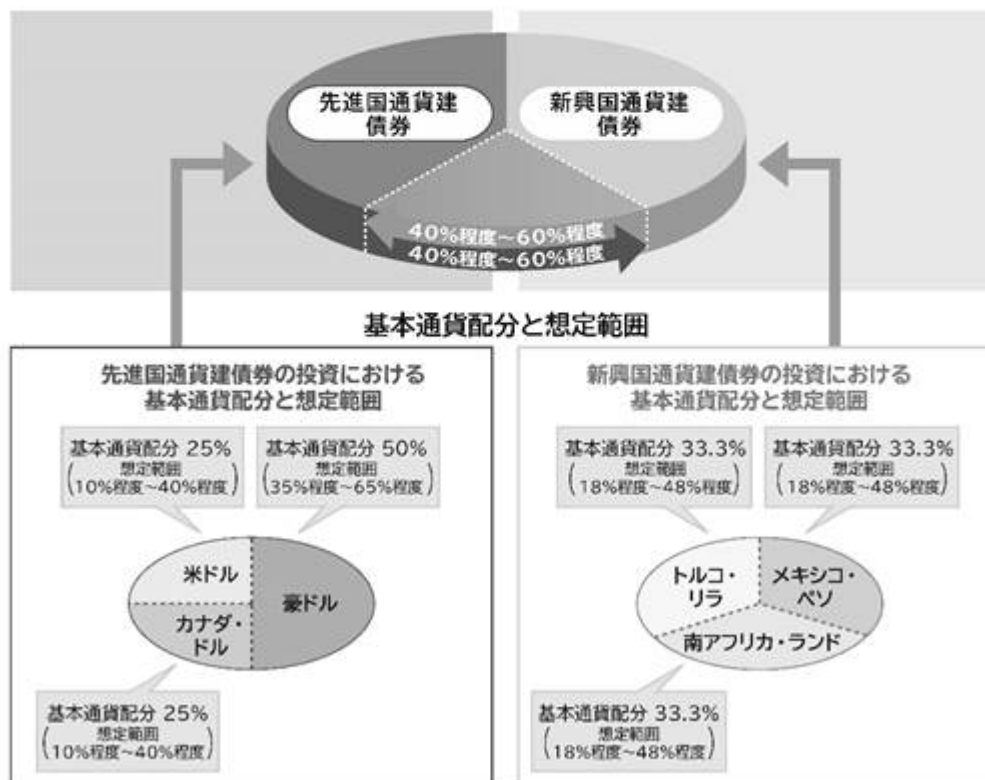 先進国通貨建
債券
新興国通貨建
債券
40%程度～60%程度
40%程度～60%程度
基本通貨配分と想定範囲
先進国通貨建債券の投資における
基本通貨配分と想定範囲
基本通貨配分 25%
想定範囲
(10%程度～40%程度)
基本通貨配分 50%
想定範囲
(35%程度～65%程度)
米ドル
豪ドル
カナダ・
ドル
基本通貨配分 25%
想定範囲
(10%程度～40%程度)
新興国通貨建債券の投資における
基本通貨配分と想定範囲
基本通貨配分 33.3%
想定範囲
(18%程度～48%程度)
基本通貨配分 33.3%
想定範囲
(18%程度～48%程度)
トルコ・
リラ
メキシコ・
ペソ
南アフリカ・ランド
基本通貨配分 33.3%
想定範囲
(18%程度～48%程度)